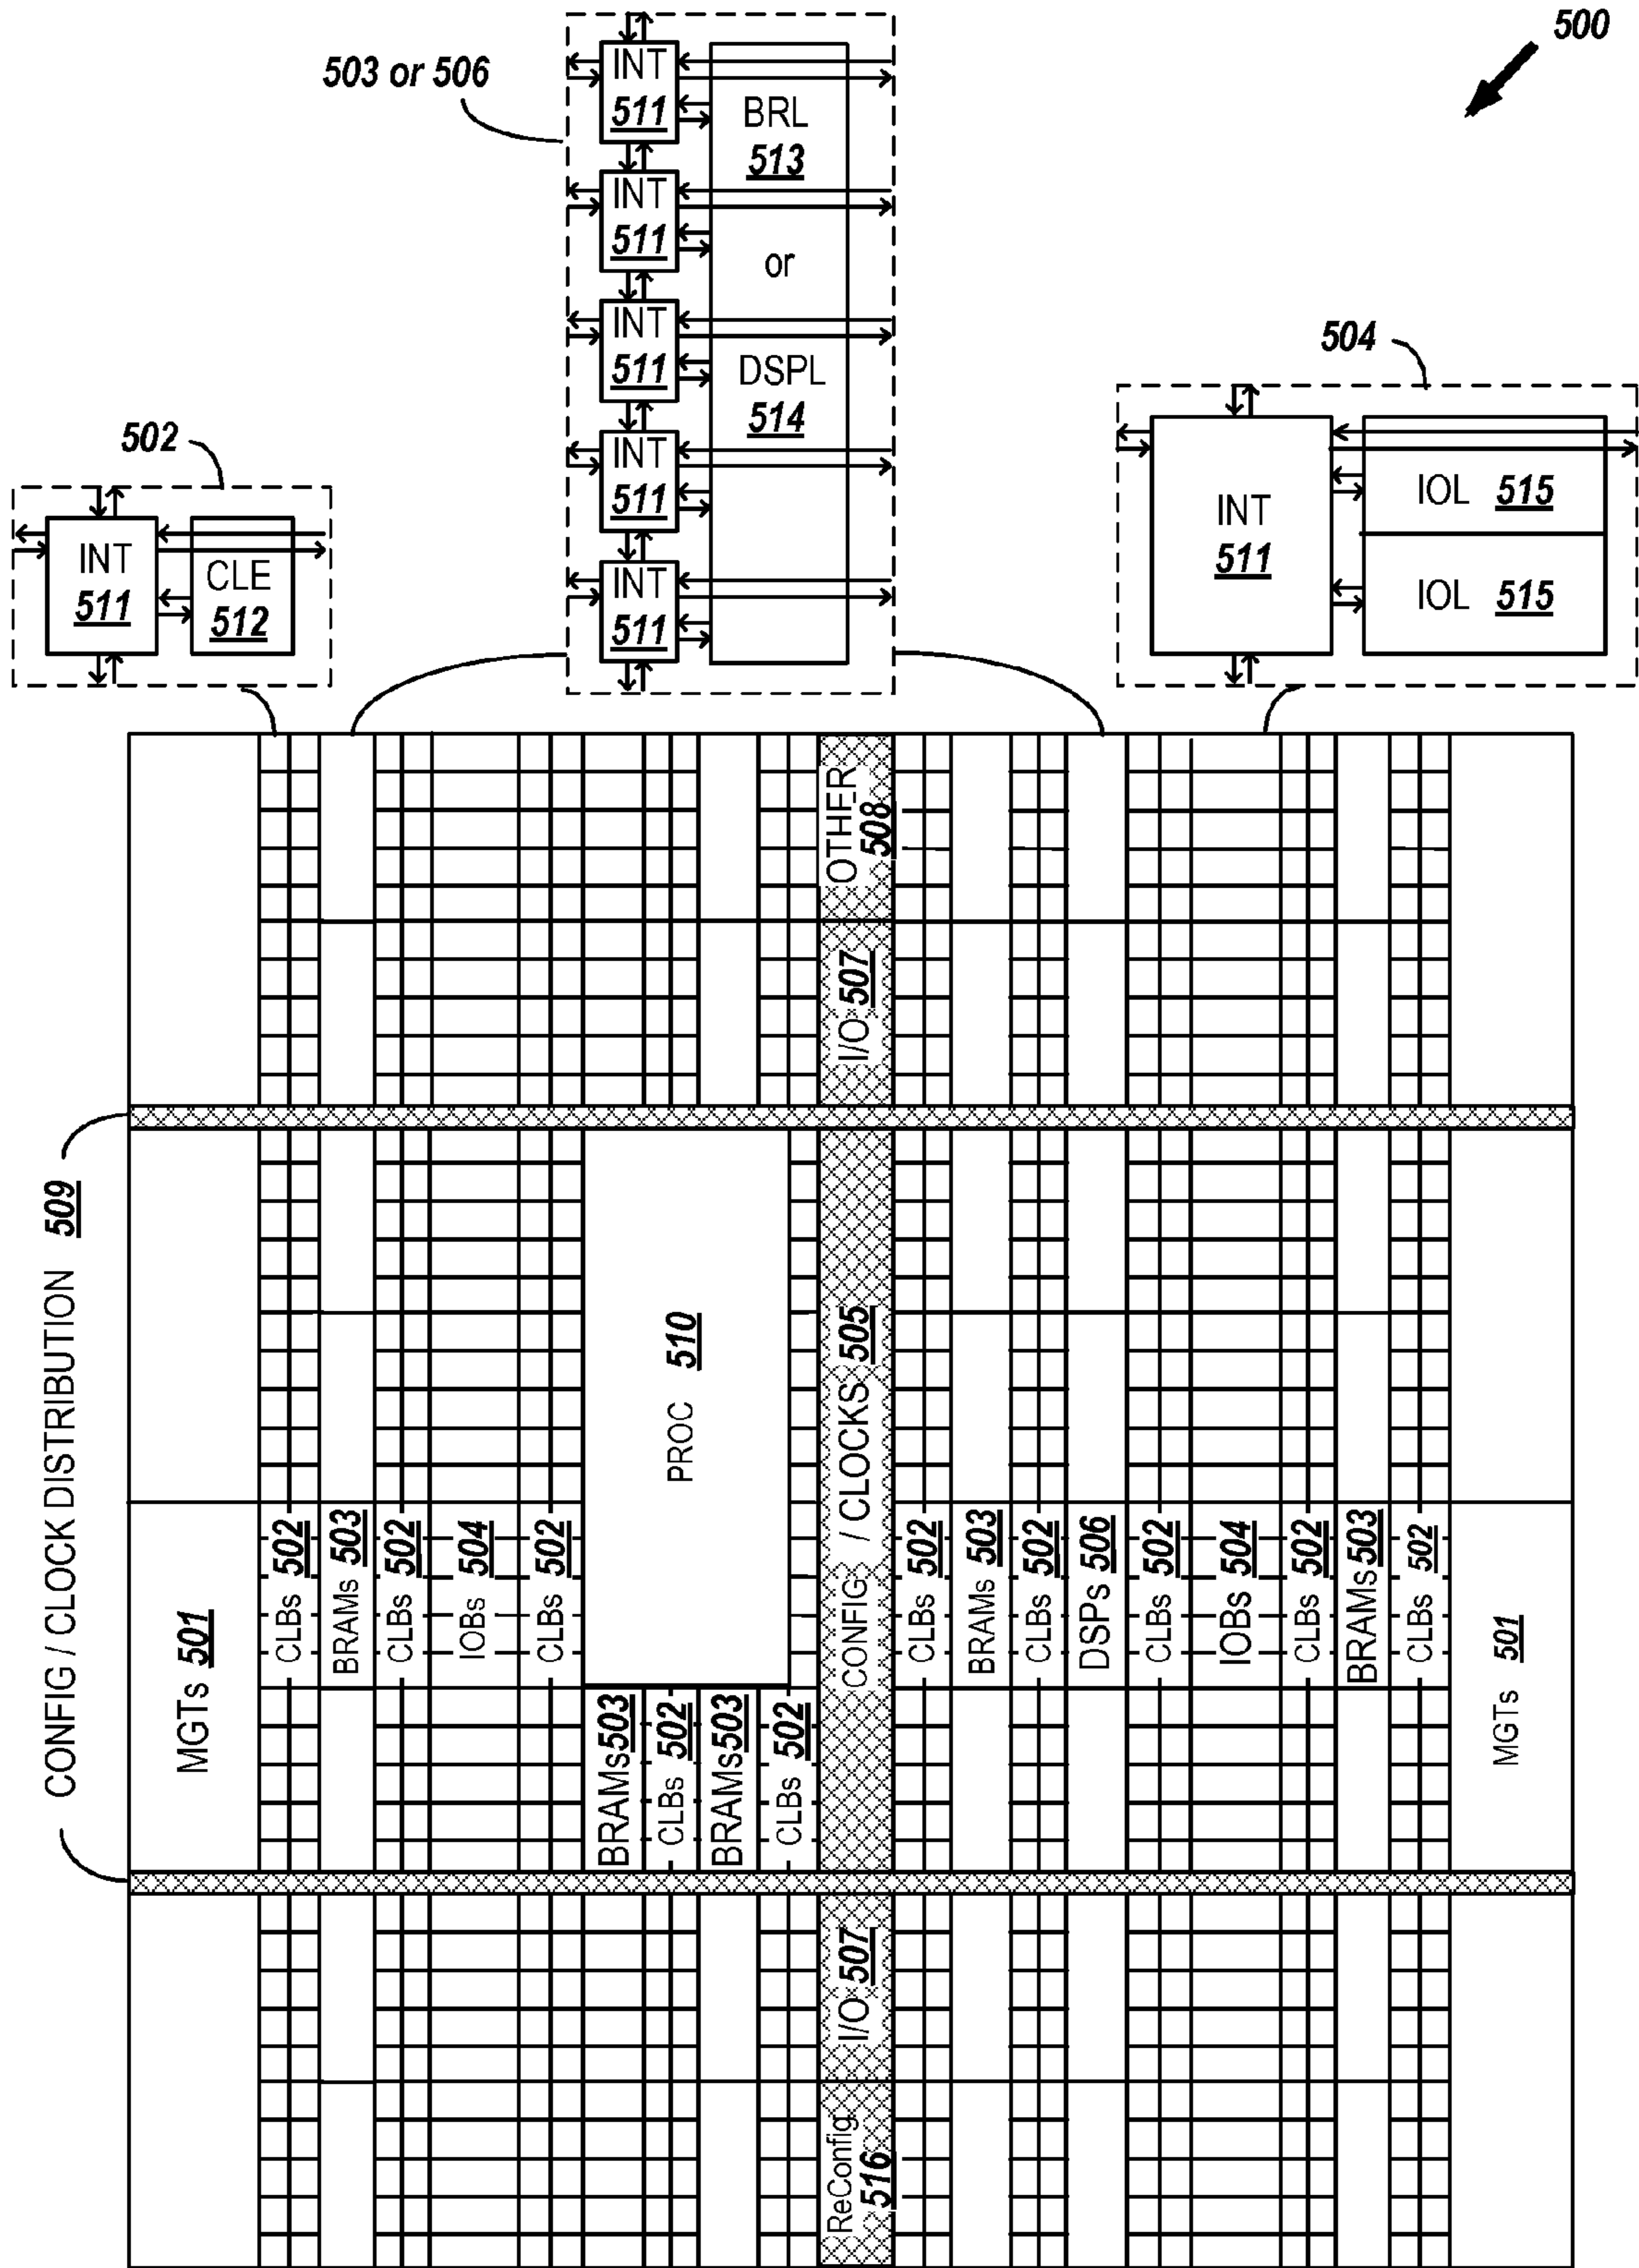 500
503 or 506
INT
511
INT
511
INT
511
INT
511
INT
511
BRL
513
or
DSPL
514
504
INT
511
IOL 515
IOL 515
502
INT
511
CLE
512
OTHER
508
I/O 507
CONFIG / CLOCK DISTRIBUTION 509
PROC 510
CONFIG / CLOCKS 505
MGTs 501
CLBs 502
BRAMs 503
CLBs 502
IOBs 504
CLBs 502
BRAMs 503
CLBs 502
BRAMs 503
CLBs 502
CLBs 502
BRAMs 503
CLBs 502
DSPs 506
CLBs 502
IOBs 504
CLBs 502
BRAMs 503
CLBs 502
MGTs 501
I/O 507
ReConfig
516